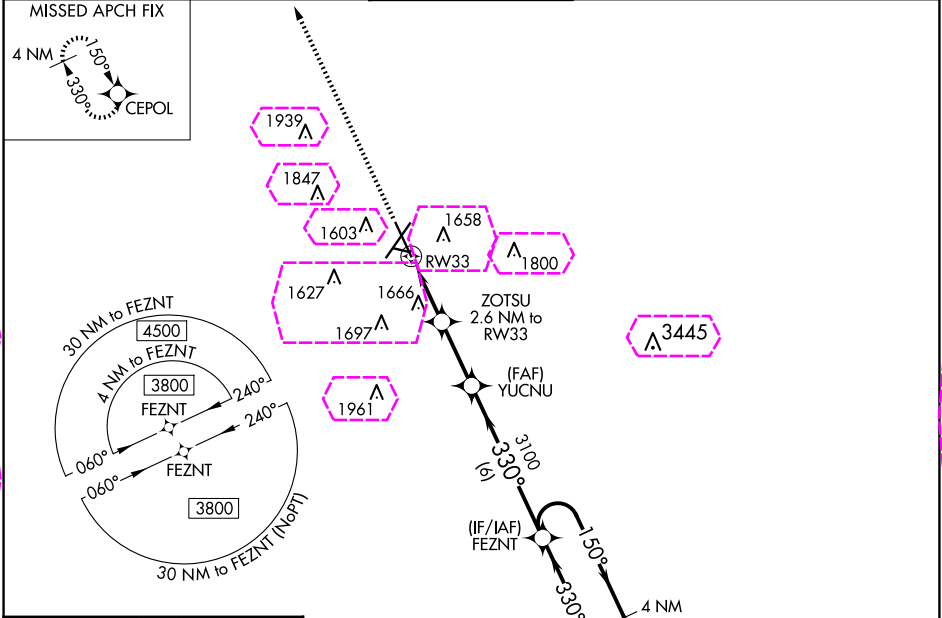 MISSED APCH FIX
4 NM
150°
330°
CEPOL
1939
1847
1603
1658
1800
RW33
1627
1666
1697
ZOTSU
2.6 NM to
RW33
3445
1961
(FAF)
YUCNU
30 NM to FEZNT
4500
4 NM to FEZNT
3800
FEZNT
240°
240°
060°
060°
FEZNT
3800
30 NM to FEZNT (NoPT)
3100
330°
(6)
(IF/IAF)
FEZNT
150°
330°
4 NM